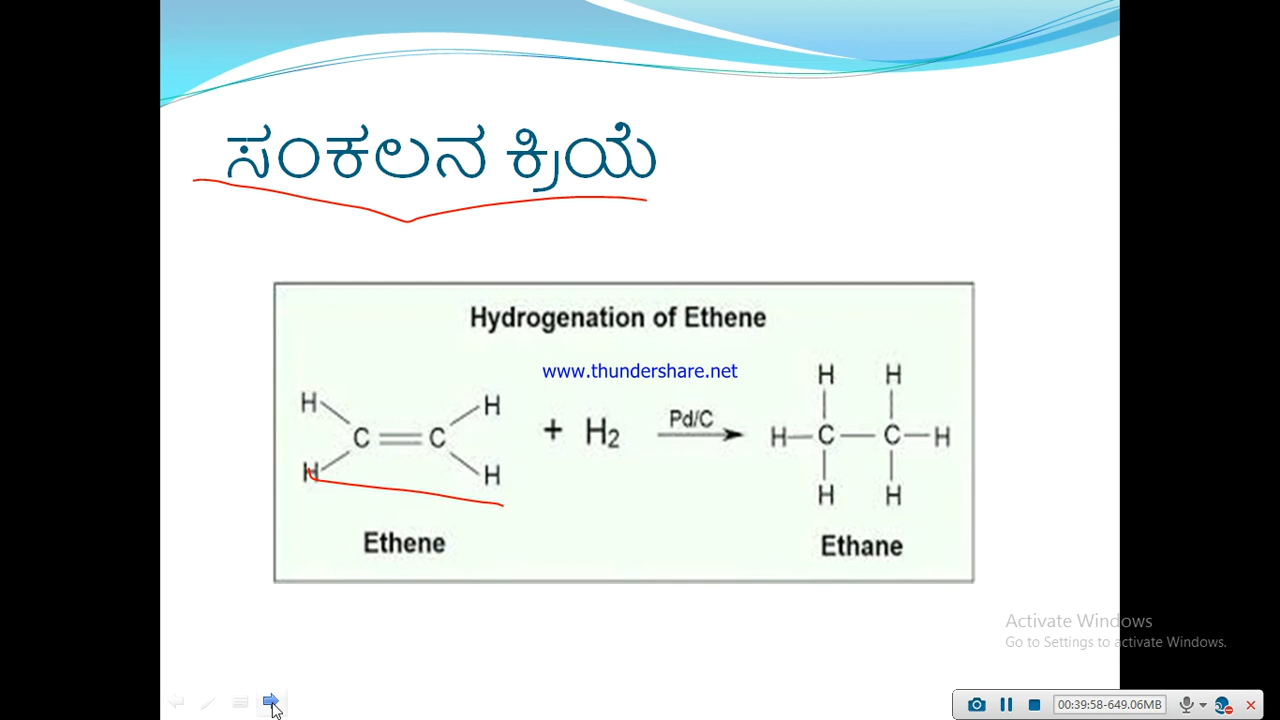 ಸಂಕಲನ ಕ್ರಿಯೆ
Hydrogenation of Ethene
www.thundershare.net
H H H H
C C + H₂ Pd/C H C C H
H H H H
Ethene Ethane
Activate Windows
Go to Settings to activate Windows.
00:39:58-649.06MB